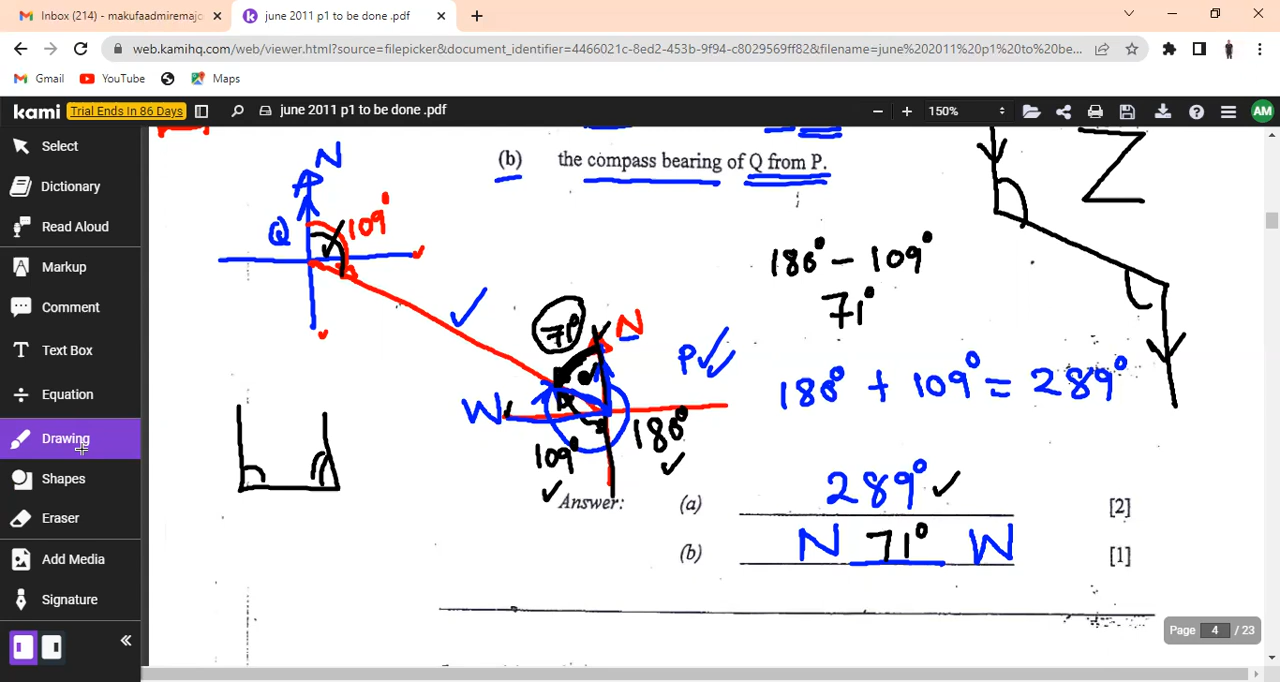 Inbox (214) - makufaadmiremajo
june 2011 p1 to be done .pdf
web.kamihq.com/web/viewer.html?source=filepicker&document_identifier=4466021c-8ed2-453b-9f94-c8029569ff82&filename=june%202011%20p1%20to%20be...
Gmail
YouTube
Maps
kami
Trial Ends In 86 Days
june 2011 p1 to be done .pdf
150%
AM
Select
Dictionary
Read Aloud
Markup
Comment
Text Box
Equation
Drawing
Shapes
Eraser
Add Media
Signature
(b) the compass bearing of Q from P.
N
Q
109°
Z
180° - 109°
71°
71°
N
P
W
109°
180°
180° + 109° = 289°
Answer: (a) 289° [2]
(b) N 71° W [1]
Page 4 / 23